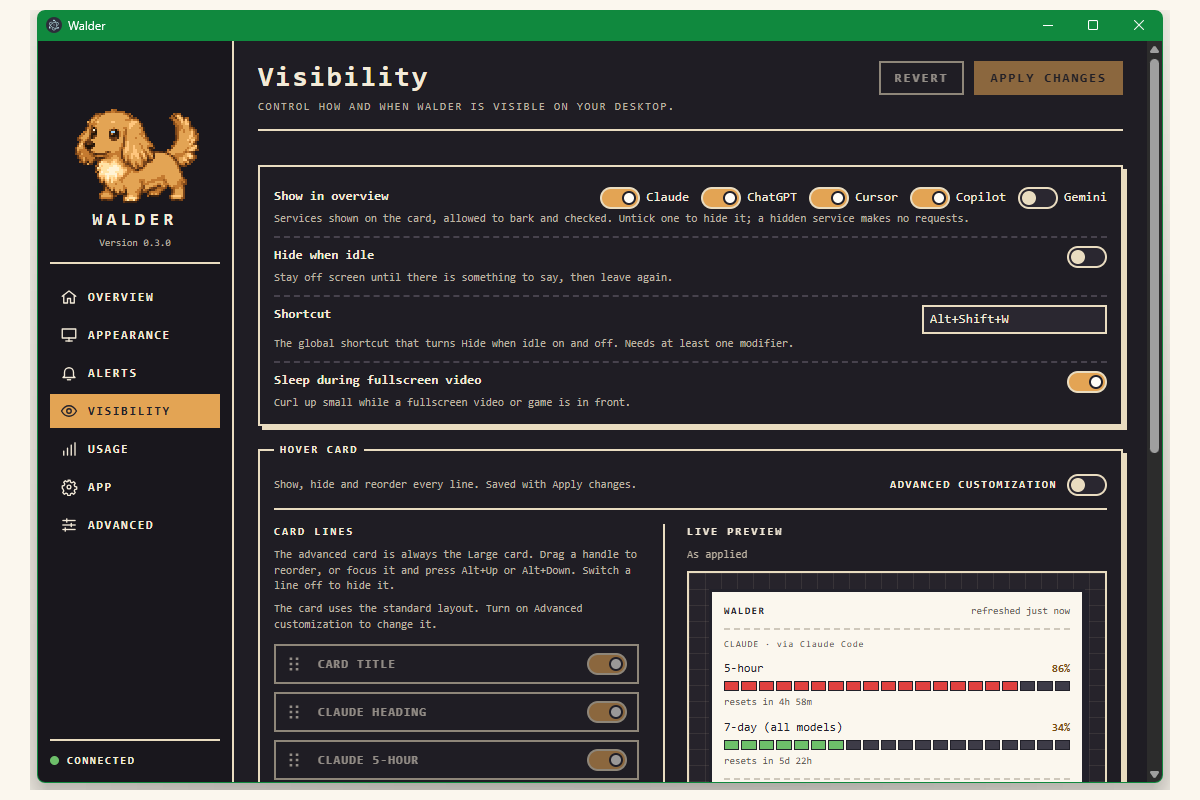 Walder
WALDER
Version 0.3.0
OVERVIEW
APPEARANCE
ALERTS
VISIBILITY
USAGE
APP
ADVANCED
CONNECTED
Visibility
CONTROL HOW AND WHEN WALDER IS VISIBLE ON YOUR DESKTOP.
REVERT
APPLY CHANGES
Show in overview
Claude
ChatGPT
Cursor
Copilot
Gemini
Services shown on the card, allowed to bark and checked. Untick one to hide it; a hidden service makes no requests.
Hide when idle
Stay off screen until there is something to say, then leave again.
Shortcut
Alt+Shift+W
The global shortcut that turns Hide when idle on and off. Needs at least one modifier.
Sleep during fullscreen video
Curl up small while a fullscreen video or game is in front.
HOVER CARD
Show, hide and reorder every line. Saved with Apply changes.
ADVANCED CUSTOMIZATION
CARD LINES
The advanced card is always the Large card. Drag a handle to
reorder, or focus it and press Alt+Up or Alt+Down. Switch a
line off to hide it.
The card uses the standard layout. Turn on Advanced
customization to change it.
CARD TITLE
CLAUDE HEADING
CLAUDE 5-HOUR
LIVE PREVIEW
As applied
WALDER
refreshed just now
CLAUDE · via Claude Code
5-hour
86%
resets in 4h 58m
7-day (all models)
34%
resets in 5d 22h